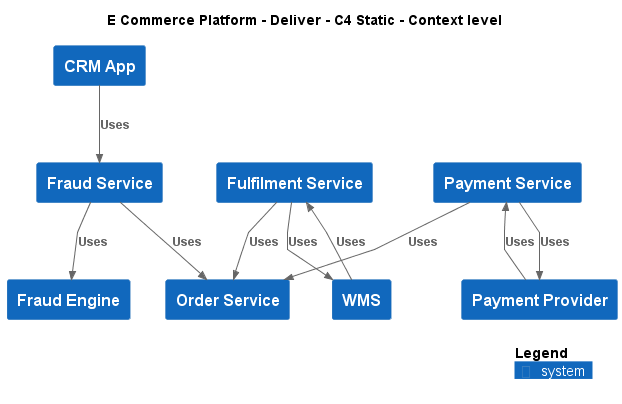 E Commerce Platform - Deliver - C4 Static - Context level
CRM App
Uses
Fraud Service
Fulfilment Service
Payment Service
Uses
Uses
Uses
Uses
Uses
Uses
Uses
Uses
Fraud Engine
Order Service
WMS
Payment Provider
Legend
system